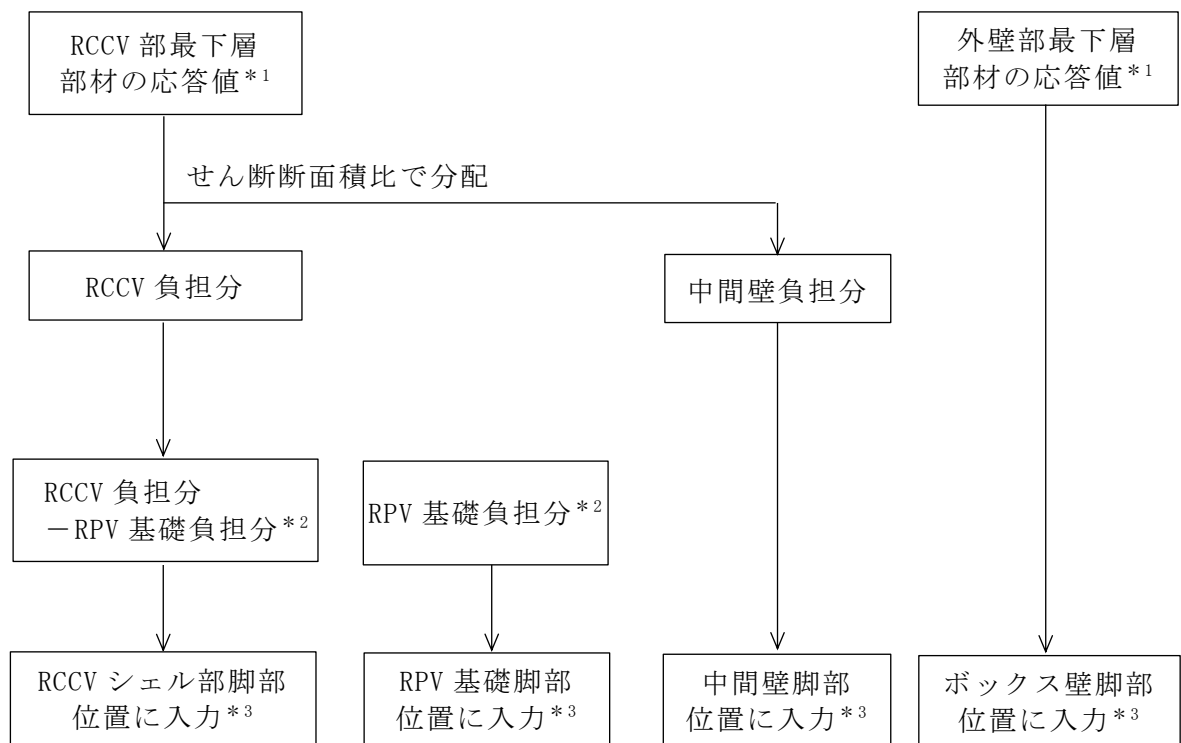 RCCV 部最下層
部材の応答値*1
外壁部最下層
部材の応答値*1
せん断断面積比で分配
RCCV 負担分
中間壁負担分
RCCV 負担分
－RPV 基礎負担分*2
RPV 基礎負担分*2
RCCV シェル部脚部
位置に入力*3
RPV 基礎脚部
位置に入力*3
中間壁脚部
位置に入力*3
ボックス壁脚部
位置に入力*3